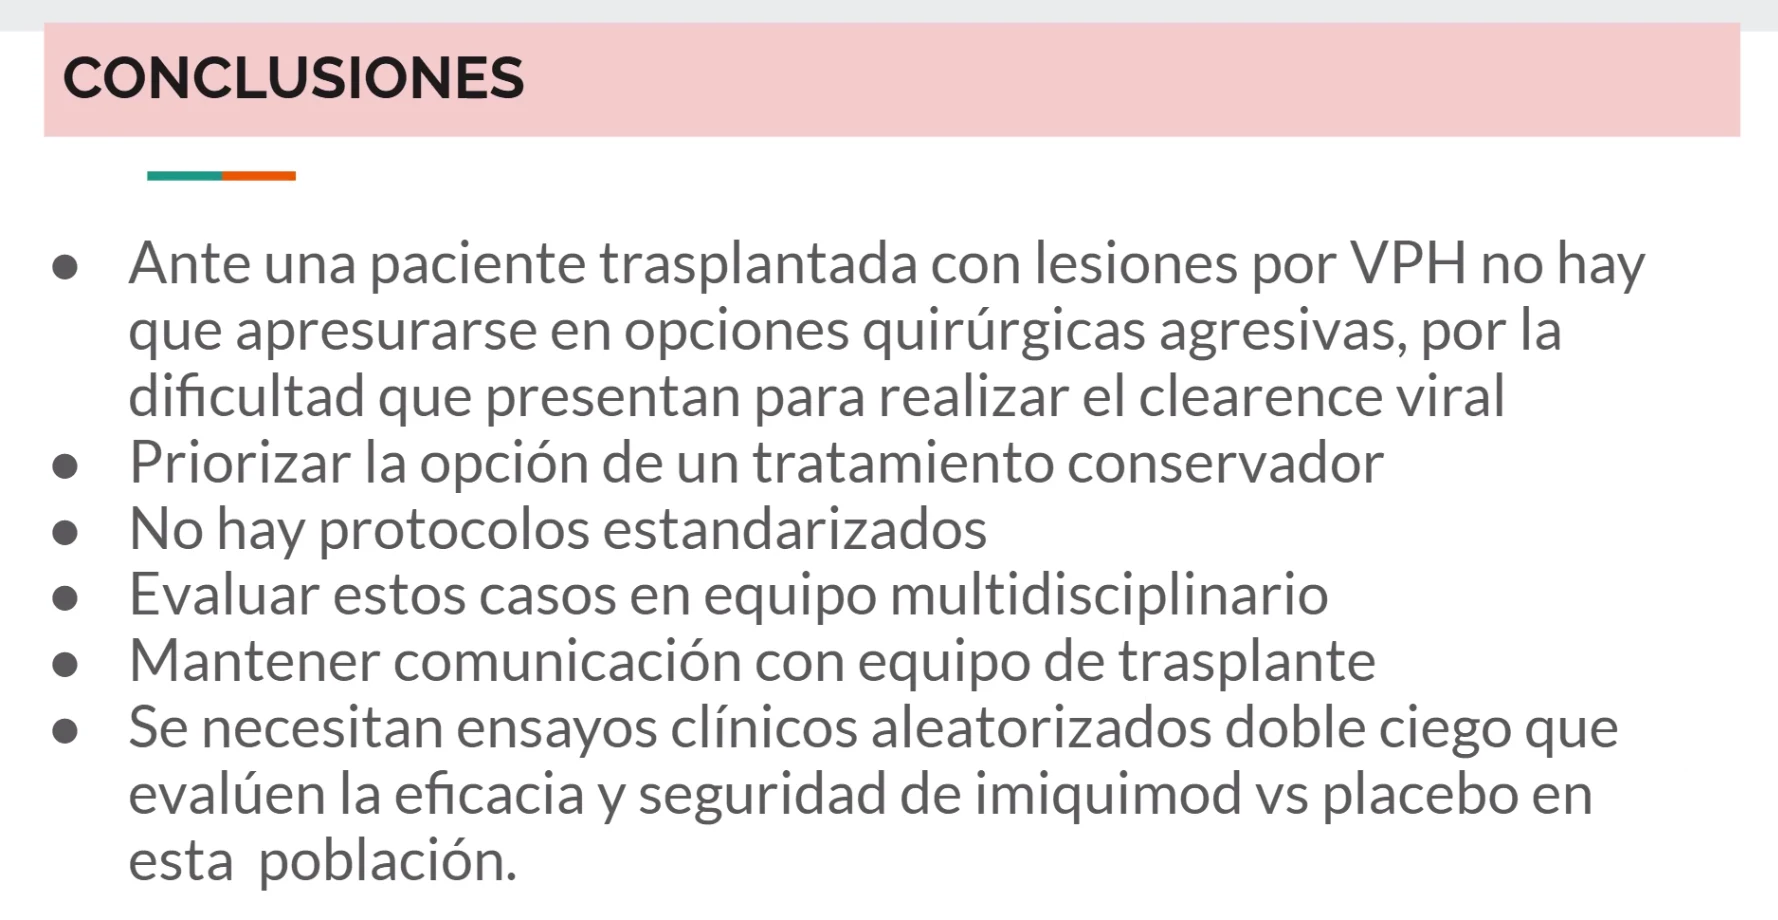 CONCLUSIONES
● Ante una paciente trasplantada con lesiones por VPH no hay
que apresurarse en opciones quirúrgicas agresivas, por la
dificultad que presentan para realizar el clearence viral
● Priorizar la opción de un tratamiento conservador
● No hay protocolos estandarizados
● Evaluar estos casos en equipo multidisciplinario
● Mantener comunicación con equipo de trasplante
● Se necesitan ensayos clínicos aleatorizados doble ciego que
evalúen la eficacia y seguridad de imiquimod vs placebo en
esta  población.